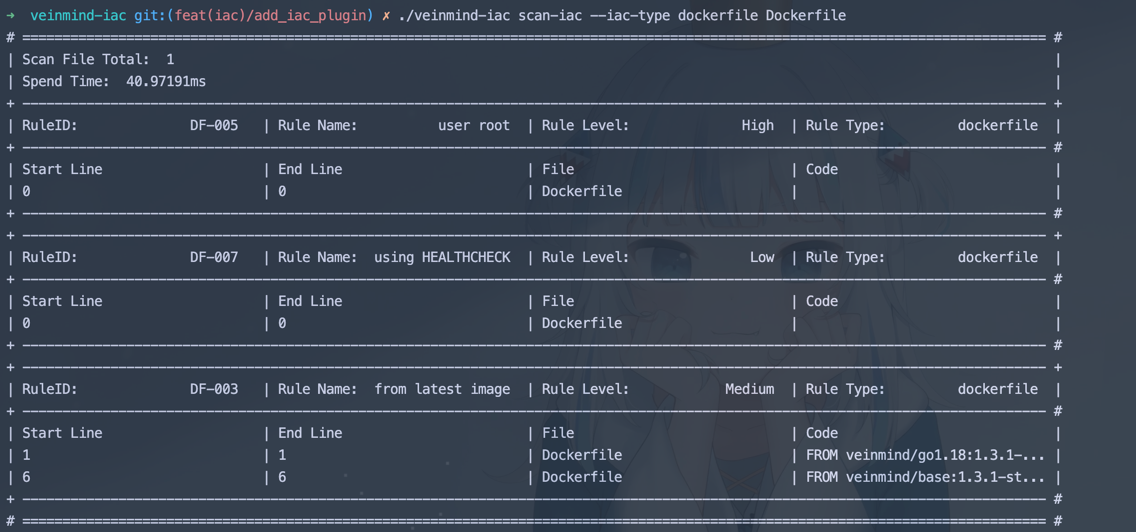 ➜ veinmind-iac git:(feat(iac)/add_iac_plugin) ✗ ./veinmind-iac scan-iac --iac-type dockerfile Dockerfile
# ================================================================================================ #
| Scan File Total: 1 |
| Spend Time: 40.97191ms |
+ ------------------------------------------------------------------------------------------------ +
| RuleID: DF-005 | Rule Name: user root | Rule Level: High | Rule Type: dockerfile |
+ ------------------------------------------------------------------------------------------------ #
| Start Line | End Line | File | Code |
| 0 | 0 | Dockerfile | |
+ ------------------------------------------------------------------------------------------------ #
+ ------------------------------------------------------------------------------------------------ +
| RuleID: DF-007 | Rule Name: using HEALTHCHECK | Rule Level: Low | Rule Type: dockerfile |
+ ------------------------------------------------------------------------------------------------ #
| Start Line | End Line | File | Code |
| 0 | 0 | Dockerfile | |
+ ------------------------------------------------------------------------------------------------ #
+ ------------------------------------------------------------------------------------------------ +
| RuleID: DF-003 | Rule Name: from latest image | Rule Level: Medium | Rule Type: dockerfile |
+ ------------------------------------------------------------------------------------------------ #
| Start Line | End Line | File | Code |
| 1 | 1 | Dockerfile | FROM veinmind/go1.18:1.3.1-... |
| 6 | 6 | Dockerfile | FROM veinmind/base:1.3.1-st... |
+ ------------------------------------------------------------------------------------------------ #
# ================================================================================================ #